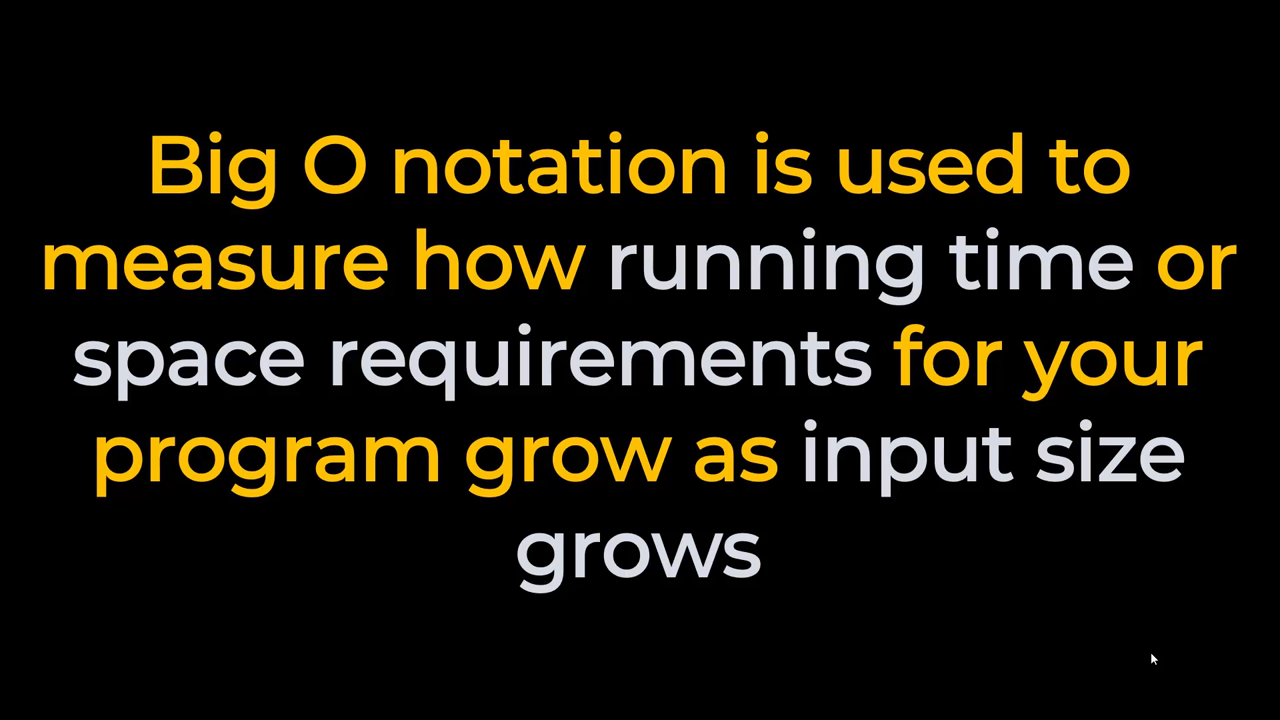 Big O notation is used to
measure how running time or
space requirements for your
program grow as input size
grows